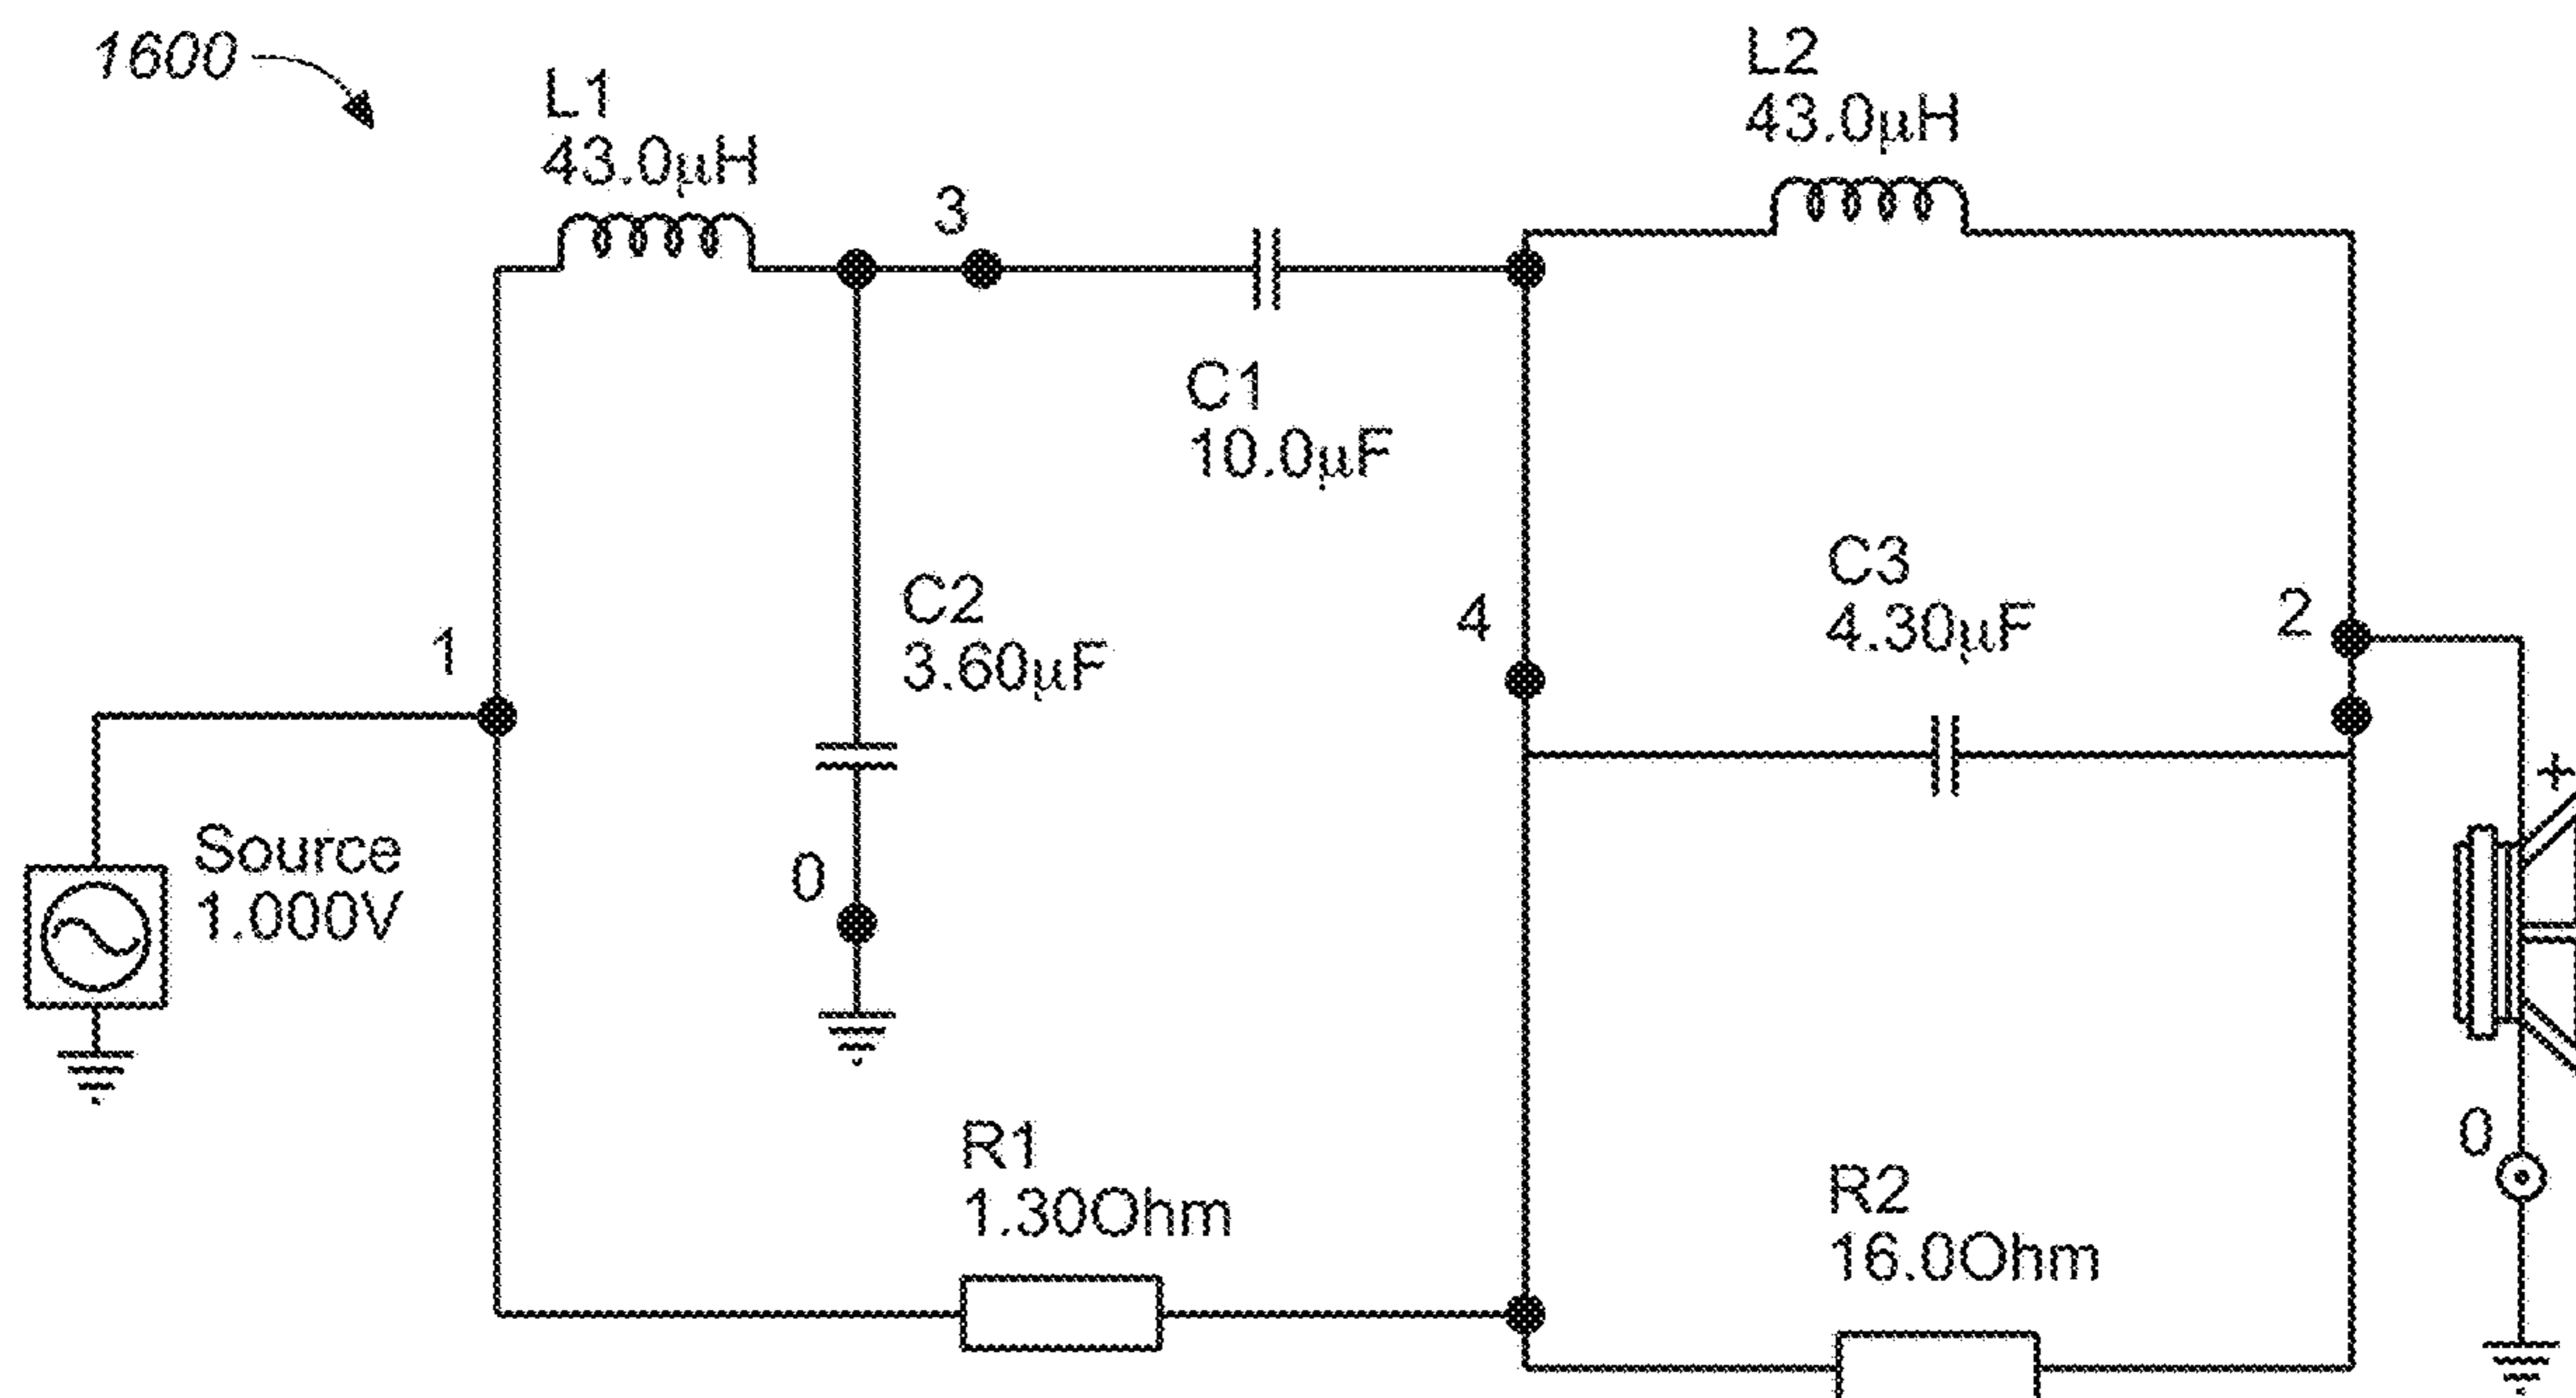 1600
L1
43.0µH
3
L2
43.0µH
C1
10.0µF
C2
3.60µF
C3
4.30µF
1
4
2
Source
1.000V
0
+
R1
1.30Ohm
R2
16.0Ohm
0